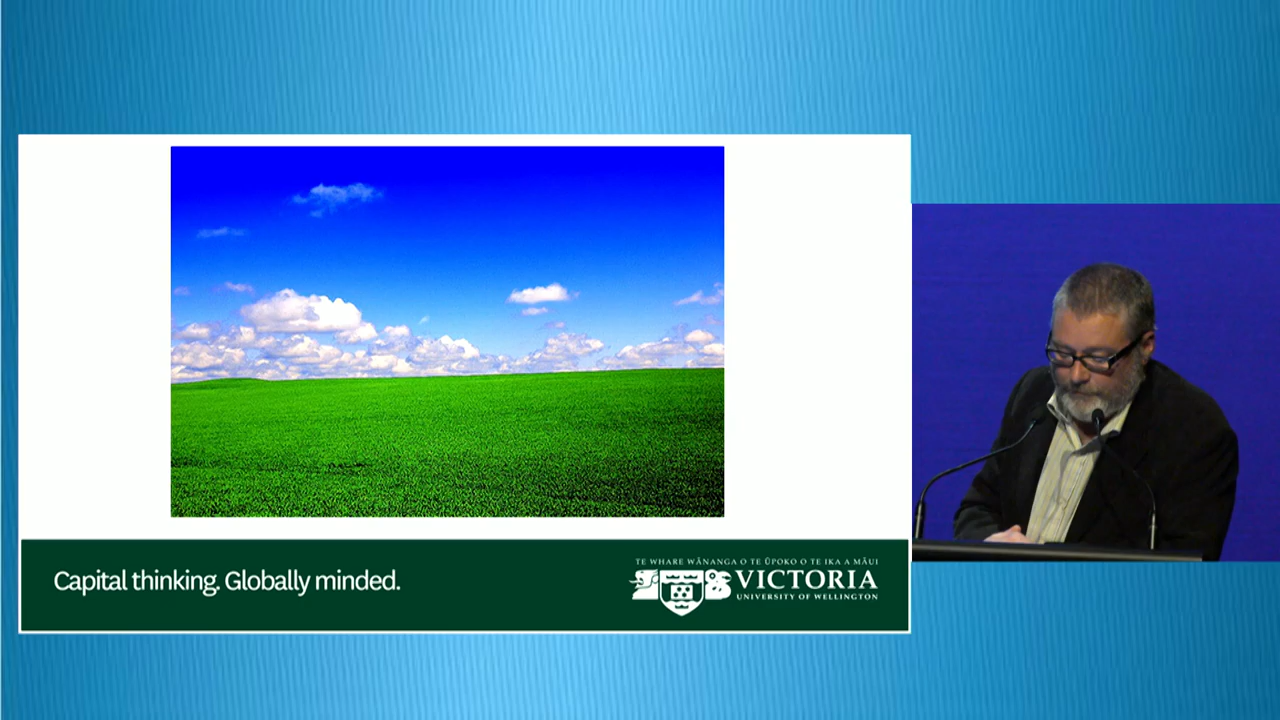 Capital thinking. Globally minded.
TE WHARE WĀNANGA O TE ŪPOKO O TE IKA A MĀUI
VICTORIA
UNIVERSITY OF WELLINGTON